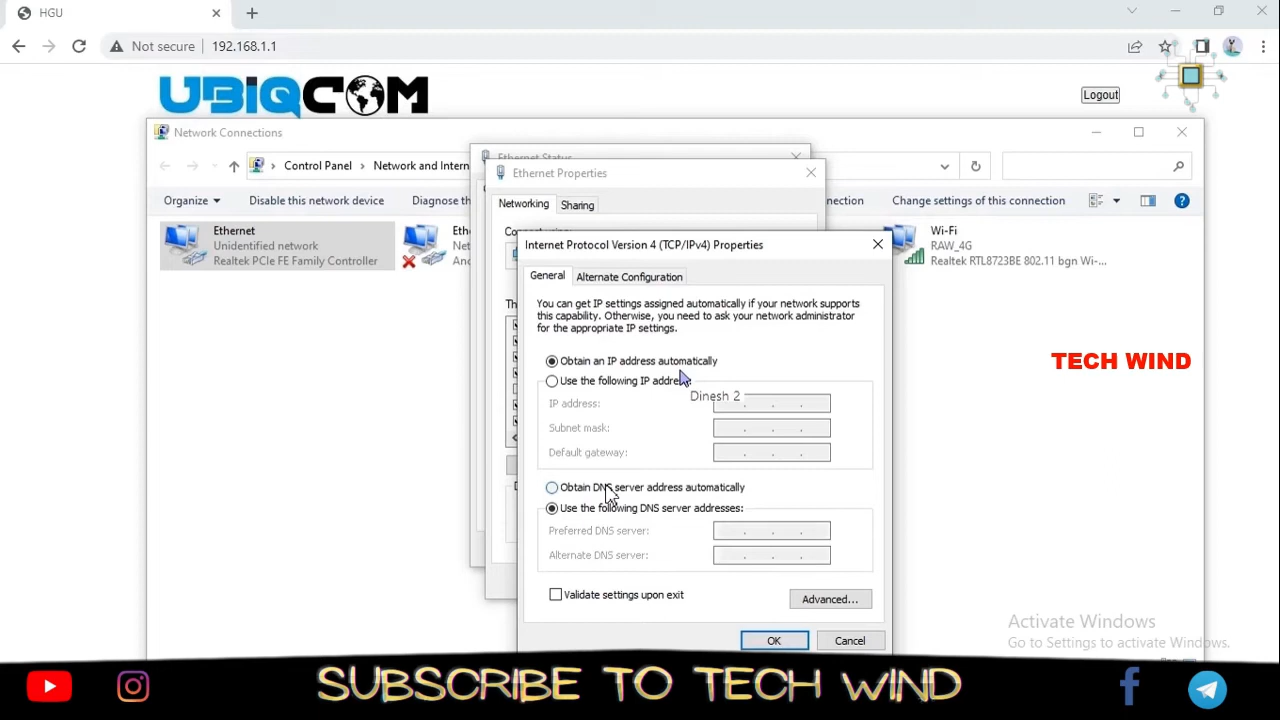 HGU
Not secure
192.168.1.1
UBIQCOM
Logout
Network Connections
Control Panel
Network and Intern
Ethernet Status
Ethernet Properties
Organize
Disable this network device
Diagnose th
nection
Change settings of this connection
Networking
Sharing
Ethernet
Unidentified network
Realtek PCIe FE Family Controller
Wi-Fi
RAW_4G
Realtek RTL8723BE 802.11 bgn Wi-...
Internet Protocol Version 4 (TCP/IPv4) Properties
General
Alternate Configuration
You can get IP settings assigned automatically if your network supports
this capability. Otherwise, you need to ask your network administrator
for the appropriate IP settings.
Obtain an IP address automatically
Use the following IP address:
Dinesh 2
IP address:
Subnet mask:
Default gateway:
Obtain DNS server address automatically
Use the following DNS server addresses:
Preferred DNS server:
Alternate DNS server:
Validate settings upon exit
Advanced...
OK
Cancel
TECH WIND
Activate Windows
Go to Settings to activate Windows.
SUBSCRIBE TO TECH WIND